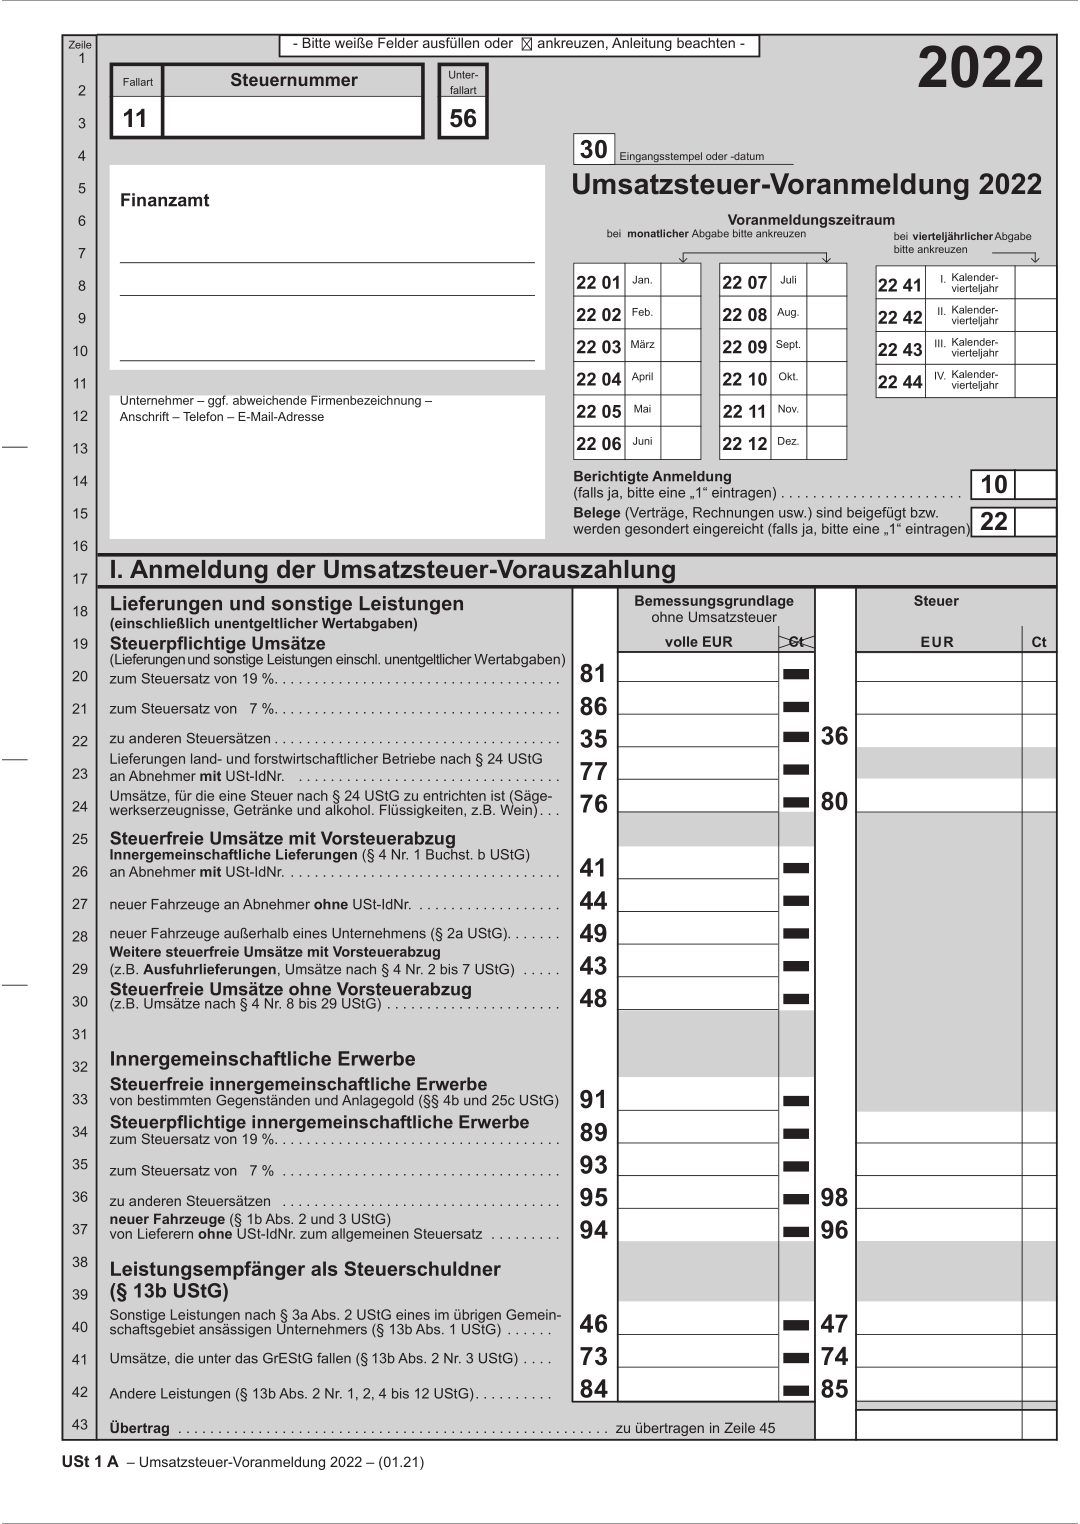 Zeile
- Bitte weiße Felder ausfüllen oder ☒ ankreuzen, Anleitung beachten -
2022
1
Fallart
Steuernummer
Unter-
fallart
2
11
56
3
30 Eingangsstempel oder -datum
4
Umsatzsteuer-Voranmeldung 2022
5
Finanzamt
6
Voranmeldungszeitraum
bei monatlicher Abgabe bitte ankreuzen
bei vierteljährlicher Abgabe
bitte ankreuzen
7
8
22 01 Jan. 22 07 Juli 22 41 I. Kalender-
vierteljahr
9
22 02 Feb. 22 08 Aug. 22 42 II. Kalender-
vierteljahr
10
22 03 März 22 09 Sept. 22 43 III. Kalender-
vierteljahr
11
22 04 April 22 10 Okt. 22 44 IV. Kalender-
vierteljahr
Unternehmer – ggf. abweichende Firmenbezeichnung –
12 Anschrift – Telefon – E-Mail-Adresse
22 05 Mai 22 11 Nov.
13
22 06 Juni 22 12 Dez.
14
Berichtigte Anmeldung
(falls ja, bitte eine „1“ eintragen) . . . . . . . . . . . . . . . . . . . . . . . 10
15
Belege (Verträge, Rechnungen usw.) sind beigefügt bzw.
werden gesondert eingereicht (falls ja, bitte eine „1“ eintragen) 22
16
17 I. Anmeldung der Umsatzsteuer-Vorauszahlung
18 Lieferungen und sonstige Leistungen
(einschließlich unentgeltlicher Wertabgaben)
Bemessungsgrundlage
ohne Umsatzsteuer
Steuer
19 Steuerpflichtige Umsätze
volle EUR Ct EUR Ct
(Lieferungen und sonstige Leistungen einschl. unentgeltlicher Wertabgaben)
20 zum Steuersatz von 19 %. . . . . . . . . . . . . . . . . . . . . . . . . . . . . . . . . . . . 81
21 zum Steuersatz von 7 %. . . . . . . . . . . . . . . . . . . . . . . . . . . . . . . . . . . . 86
22 zu anderen Steuersätzen . . . . . . . . . . . . . . . . . . . . . . . . . . . . . . . . . . . . 35 36
Lieferungen land- und forstwirtschaftlicher Betriebe nach § 24 UStG
23 an Abnehmer mit USt-IdNr. . . . . . . . . . . . . . . . . . . . . . . . . . . . . . . . . . 77
Umsätze, für die eine Steuer nach § 24 UStG zu entrichten ist (Säge-
24 werkserzeugnisse, Getränke und alkohol. Flüssigkeiten, z.B. Wein) . . . 76 80
25 Steuerfreie Umsätze mit Vorsteuerabzug
Innergemeinschaftliche Lieferungen (§ 4 Nr. 1 Buchst. b UStG)
26 an Abnehmer mit USt-IdNr. . . . . . . . . . . . . . . . . . . . . . . . . . . . . . . . . . . 41
27 neuer Fahrzeuge an Abnehmer ohne USt-IdNr. . . . . . . . . . . . . . . . . . . 44
28 neuer Fahrzeuge außerhalb eines Unternehmens (§ 2a UStG). . . . . . . 49
Weitere steuerfreie Umsätze mit Vorsteuerabzug
29 (z.B. Ausfuhrlieferungen, Umsätze nach § 4 Nr. 2 bis 7 UStG) . . . . . 43
Steuerfreie Umsätze ohne Vorsteuerabzug
30 (z.B. Umsätze nach § 4 Nr. 8 bis 29 UStG) . . . . . . . . . . . . . . . . . . . . . . 48
31
32 Innergemeinschaftliche Erwerbe
Steuerfreie innergemeinschaftliche Erwerbe
33 von bestimmten Gegenständen und Anlagegold (§§ 4b und 25c UStG) 91
Steuerpflichtige innergemeinschaftliche Erwerbe
34 zum Steuersatz von 19 %. . . . . . . . . . . . . . . . . . . . . . . . . . . . . . . . . . . . 89
35 zum Steuersatz von 7 % . . . . . . . . . . . . . . . . . . . . . . . . . . . . . . . . . . . 93
36 zu anderen Steuersätzen . . . . . . . . . . . . . . . . . . . . . . . . . . . . . . . . . . . 95 98
neuer Fahrzeuge (§ 1b Abs. 2 und 3 UStG)
37 von Lieferern ohne USt-IdNr. zum allgemeinen Steuersatz . . . . . . . . . 94 96
38 Leistungsempfänger als Steuerschuldner
39 (§ 13b UStG)
Sonstige Leistungen nach § 3a Abs. 2 UStG eines im übrigen Gemein-
40 schaftsgebiet ansässigen Unternehmers (§ 13b Abs. 1 UStG) . . . . . . 46 47
41 Umsätze, die unter das GrEStG fallen (§ 13b Abs. 2 Nr. 3 UStG) . . . . 73 74
42 Andere Leistungen (§ 13b Abs. 2 Nr. 1, 2, 4 bis 12 UStG). . . . . . . . . . 84 85
43 Übertrag . . . . . . . . . . . . . . . . . . . . . . . . . . . . . . . . . . . . . . . . . . . . . . . . . . . . . . zu übertragen in Zeile 45
USt 1 A – Umsatzsteuer-Voranmeldung 2022 – (01.21)